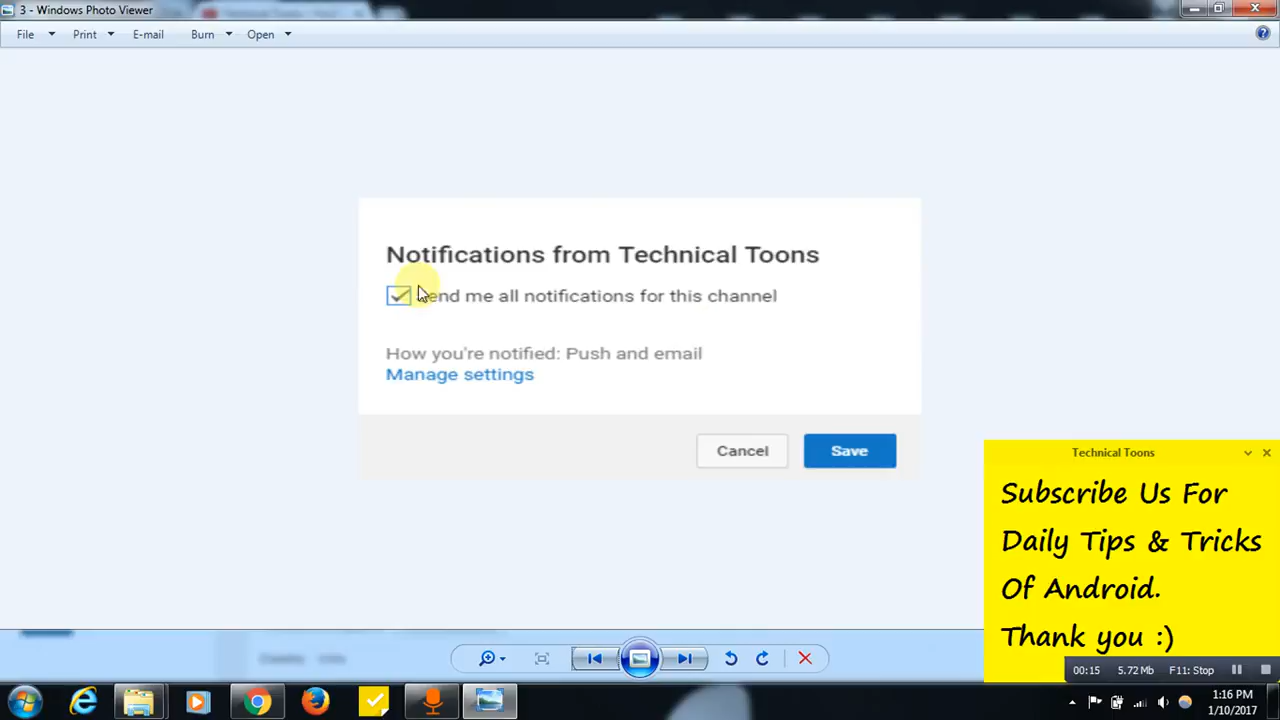 3 - Windows Photo Viewer
File Print E-mail Burn Open
Notifications from Technical Toons
end me all notifications for this channel
How you're notified: Push and email
Manage settings
Cancel Save
Technical Toons
Subscribe Us For
Daily Tips & Tricks
Of Android.
Thank you :)
00:15 5.72 Mb F11: Stop
1:16 PM
1/10/2017